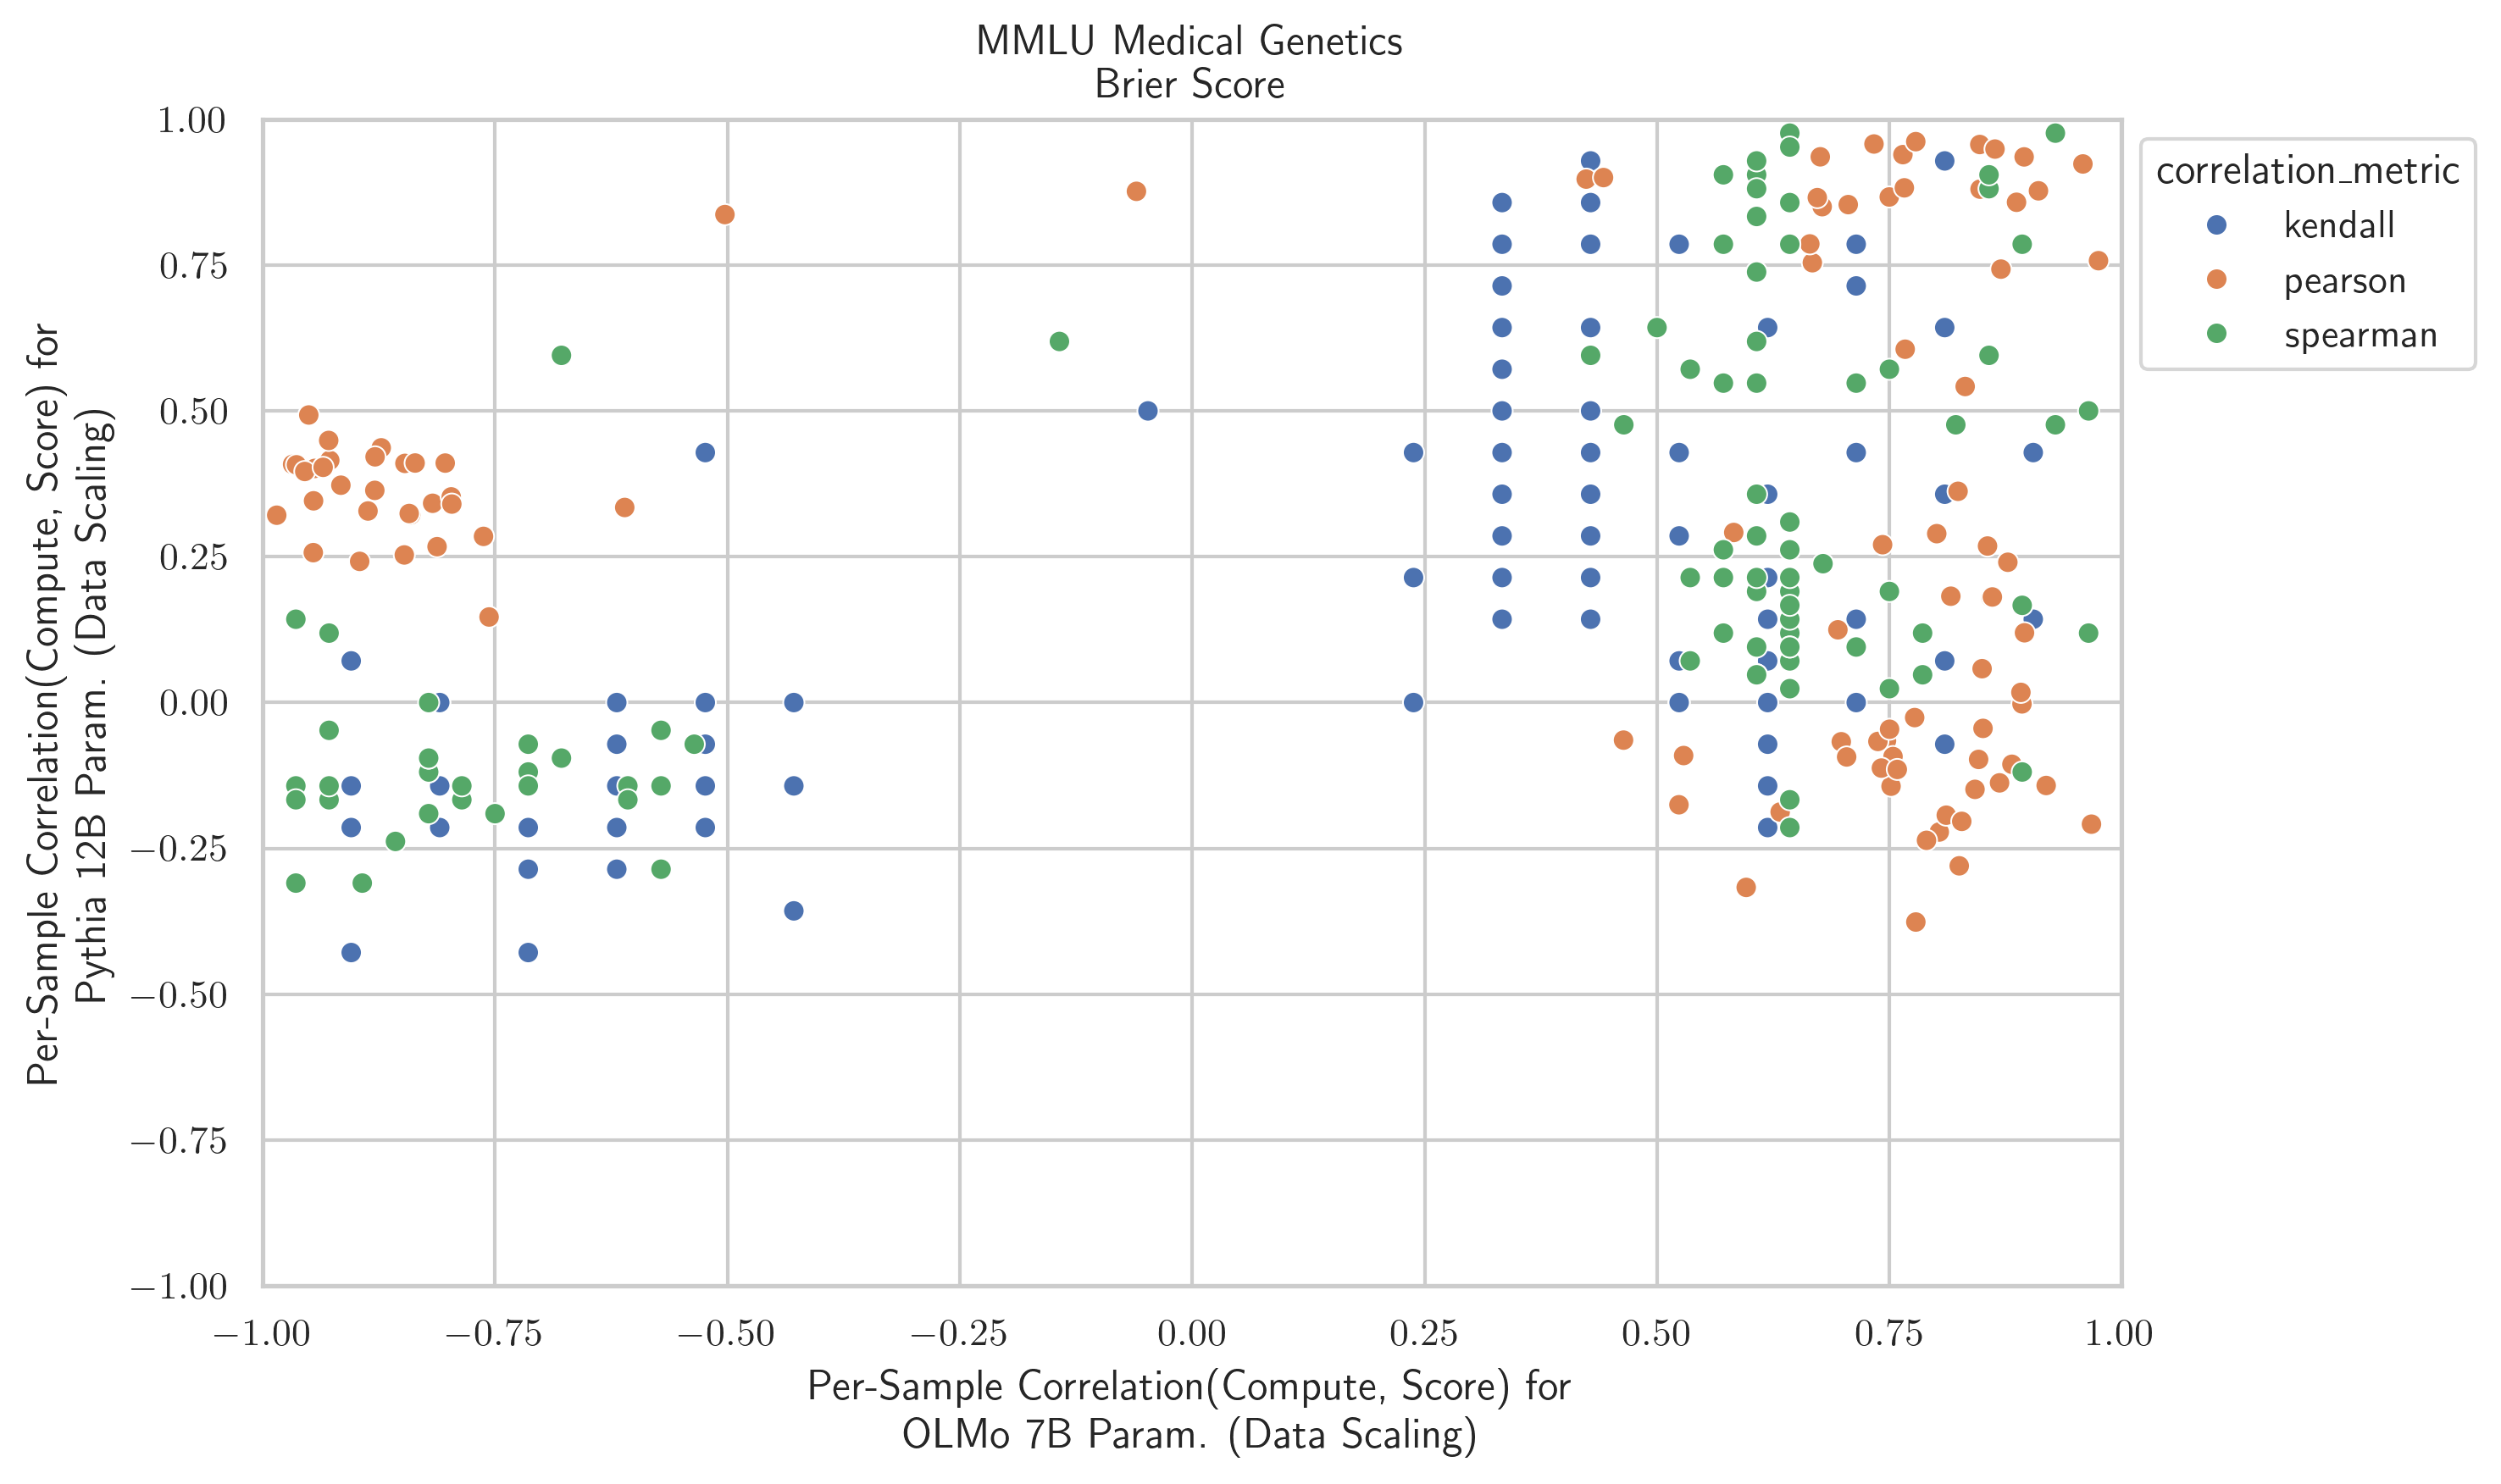 MMLU Medical Genetics
Brier Score
Per-Sample Correlation(Compute, Score) for
Pythia 12B Param. (Data Scaling)
1.00
0.75
0.50
0.25
0.00
−0.25
−0.50
−0.75
−1.00
−1.00 −0.75 −0.50 −0.25 0.00 0.25 0.50 0.75 1.00
Per-Sample Correlation(Compute, Score) for
OLMo 7B Param. (Data Scaling)
correlation_metric
kendall
pearson
spearman